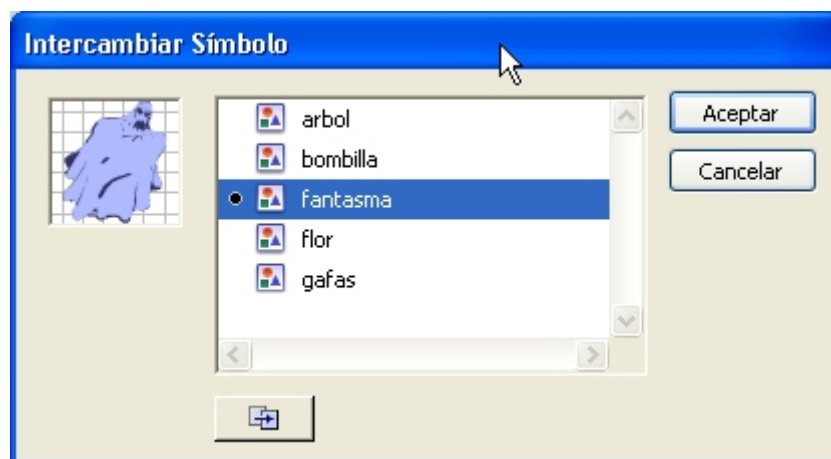 Intercambiar Símbolo
arbol
bombilla
fantasma
flor
gafas
Aceptar
Cancelar